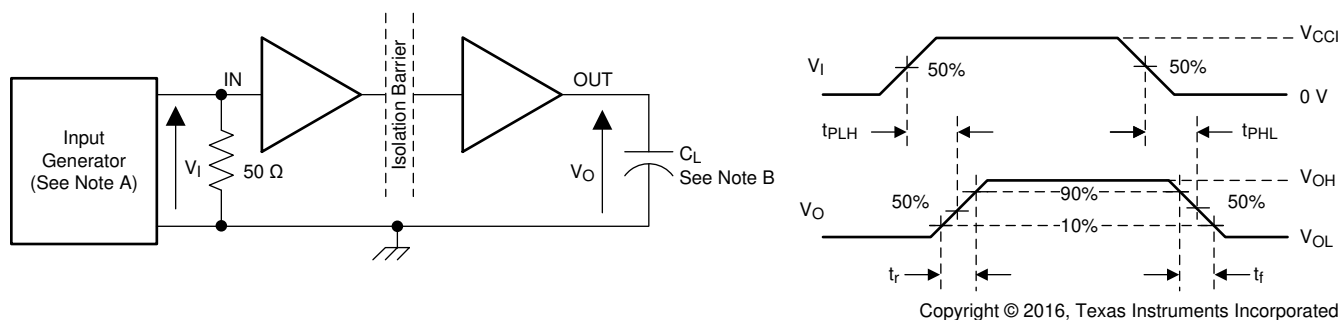 Input
Generator
(See Note A)
V_I
50 Ω
IN
Isolation Barrier
OUT
V_O
C_L
See Note B
V_I
50%
50%
V_CCI
0 V
t_PLH
t_PHL
V_O
50%
90%
10%
50%
V_OH
V_OL
t_r
t_f
Copyright © 2016, Texas Instruments Incorporated